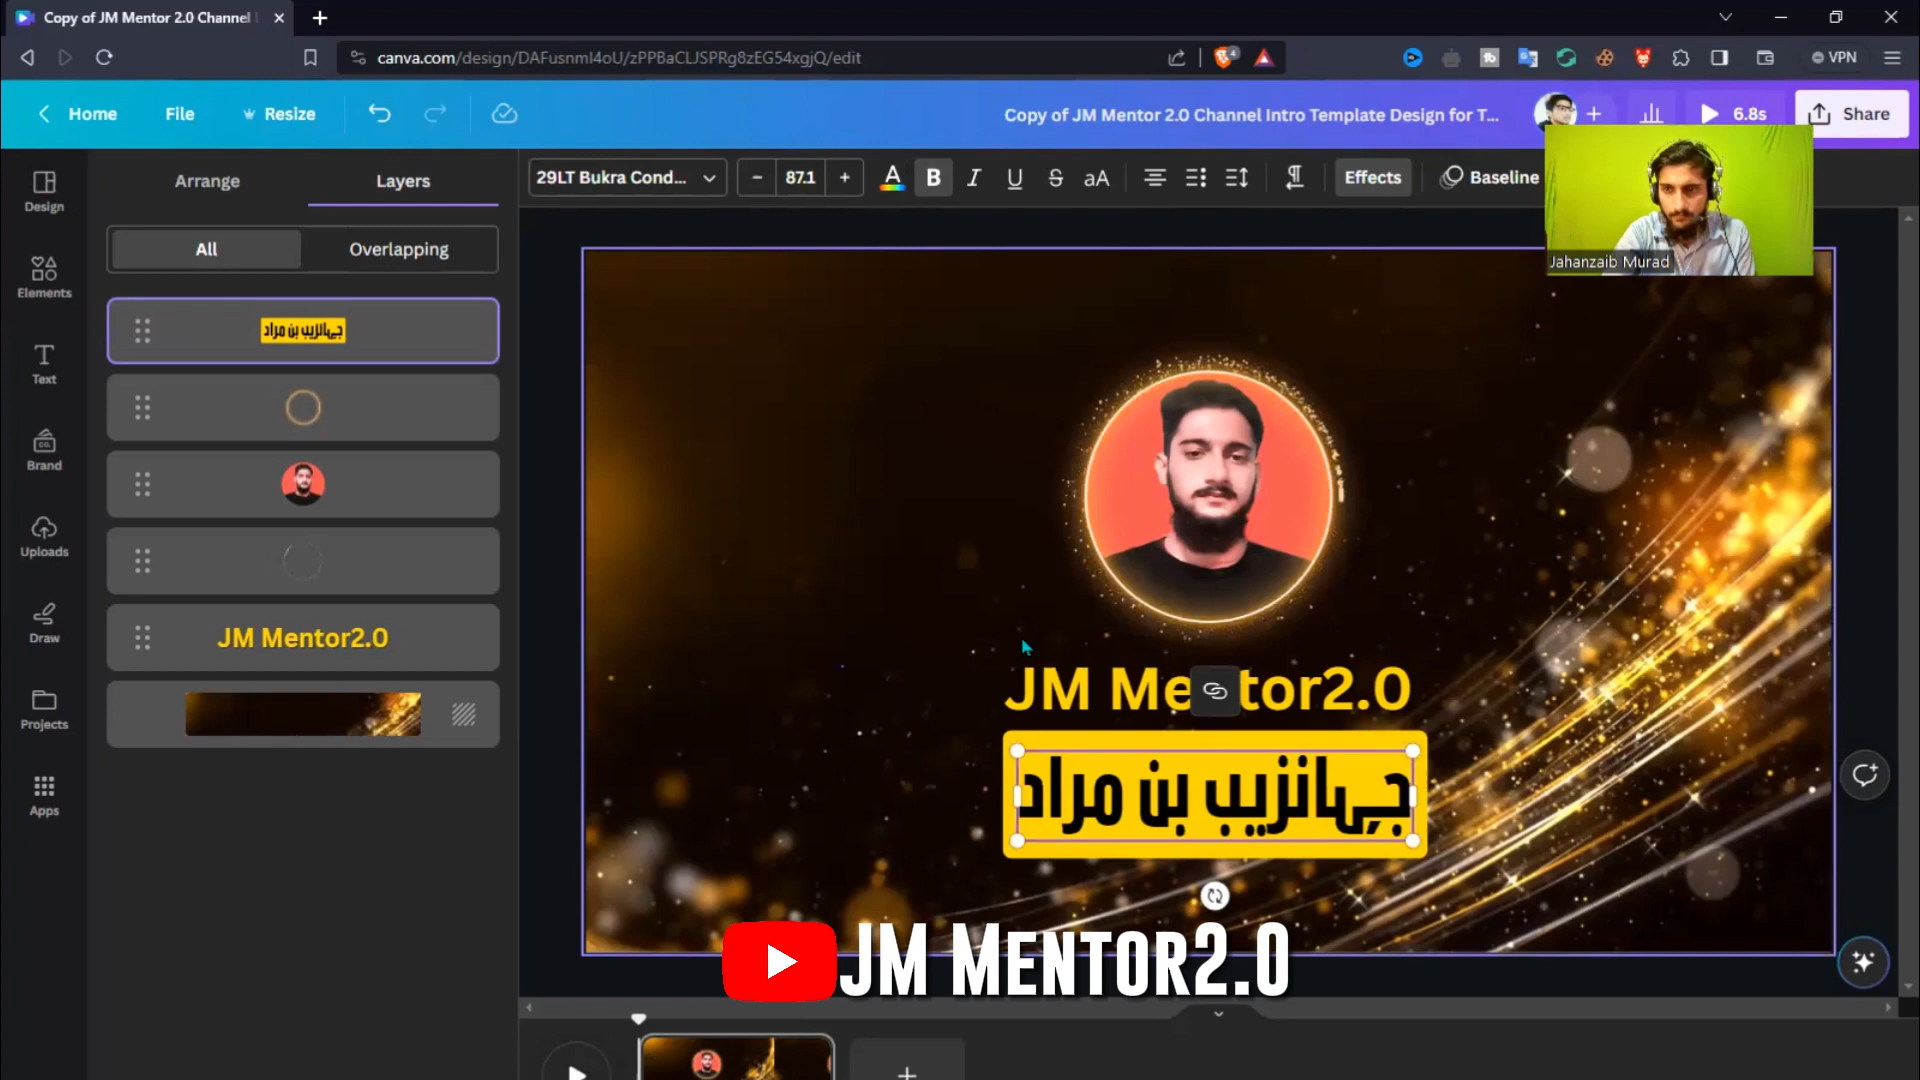 Copy of JM Mentor 2.0 Channel
canva.com/design/DAFusnmI4oU/zPPBaCLJSPRg8zEG54xgjQ/edit
4
VPN
Home
File
Resize
Copy of JM Mentor 2.0 Channel Intro Template Design for T...
6.8s
Share
Design
Elements
Text
Brand
CO.
Uploads
Draw
Projects
Apps
Arrange
Layers
All
Overlapping
جہانزیب بن مراد
JM Mentor2.0
29LT Bukra Cond...
87.1
A
B
I
U
S
aA
Effects
Baseline
Jahanzaib Murad
JM Me tor2.0
جہانزیب بن مراد
JM Mentor2.0